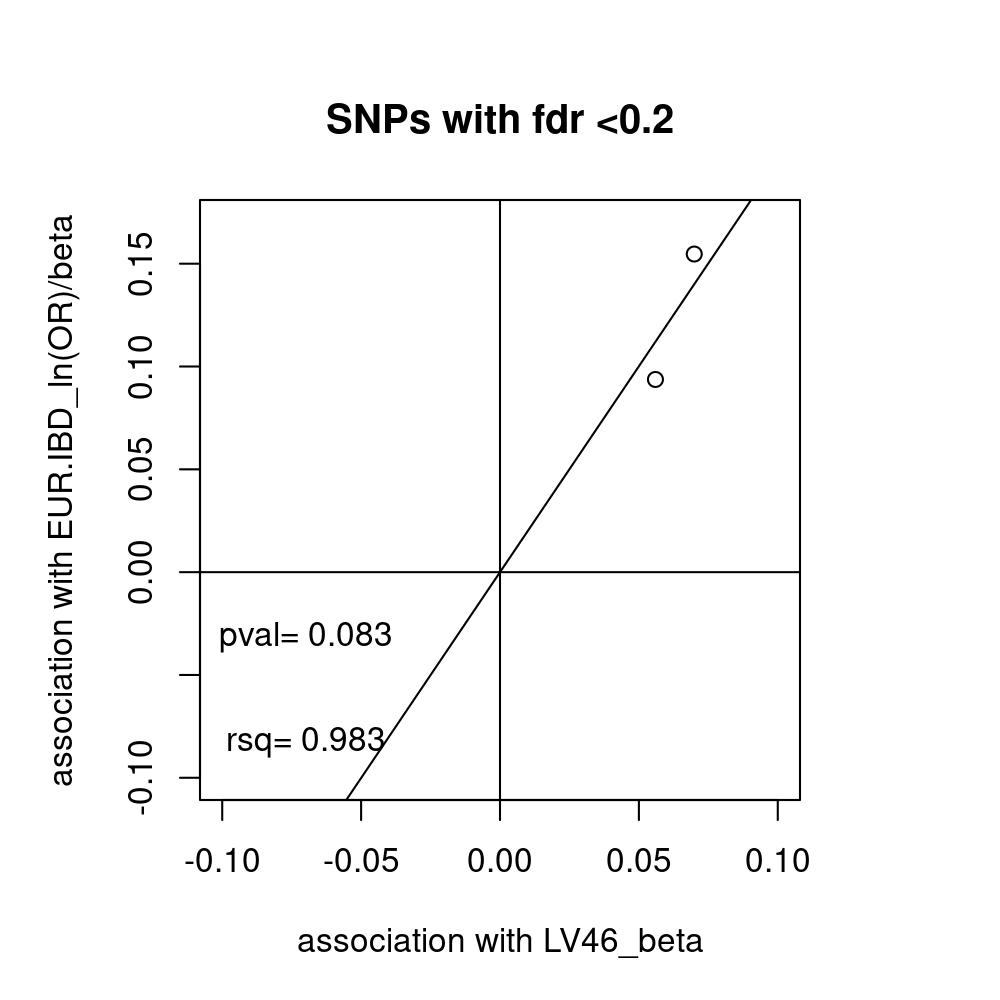 SNPs with fdr <0.2
association with EUR.IBD_ln(OR)/beta
0.15
0.10
0.05
0.00
-0.10
pval= 0.083
rsq= 0.983
-0.10 -0.05 0.00 0.05 0.10
association with LV46_beta